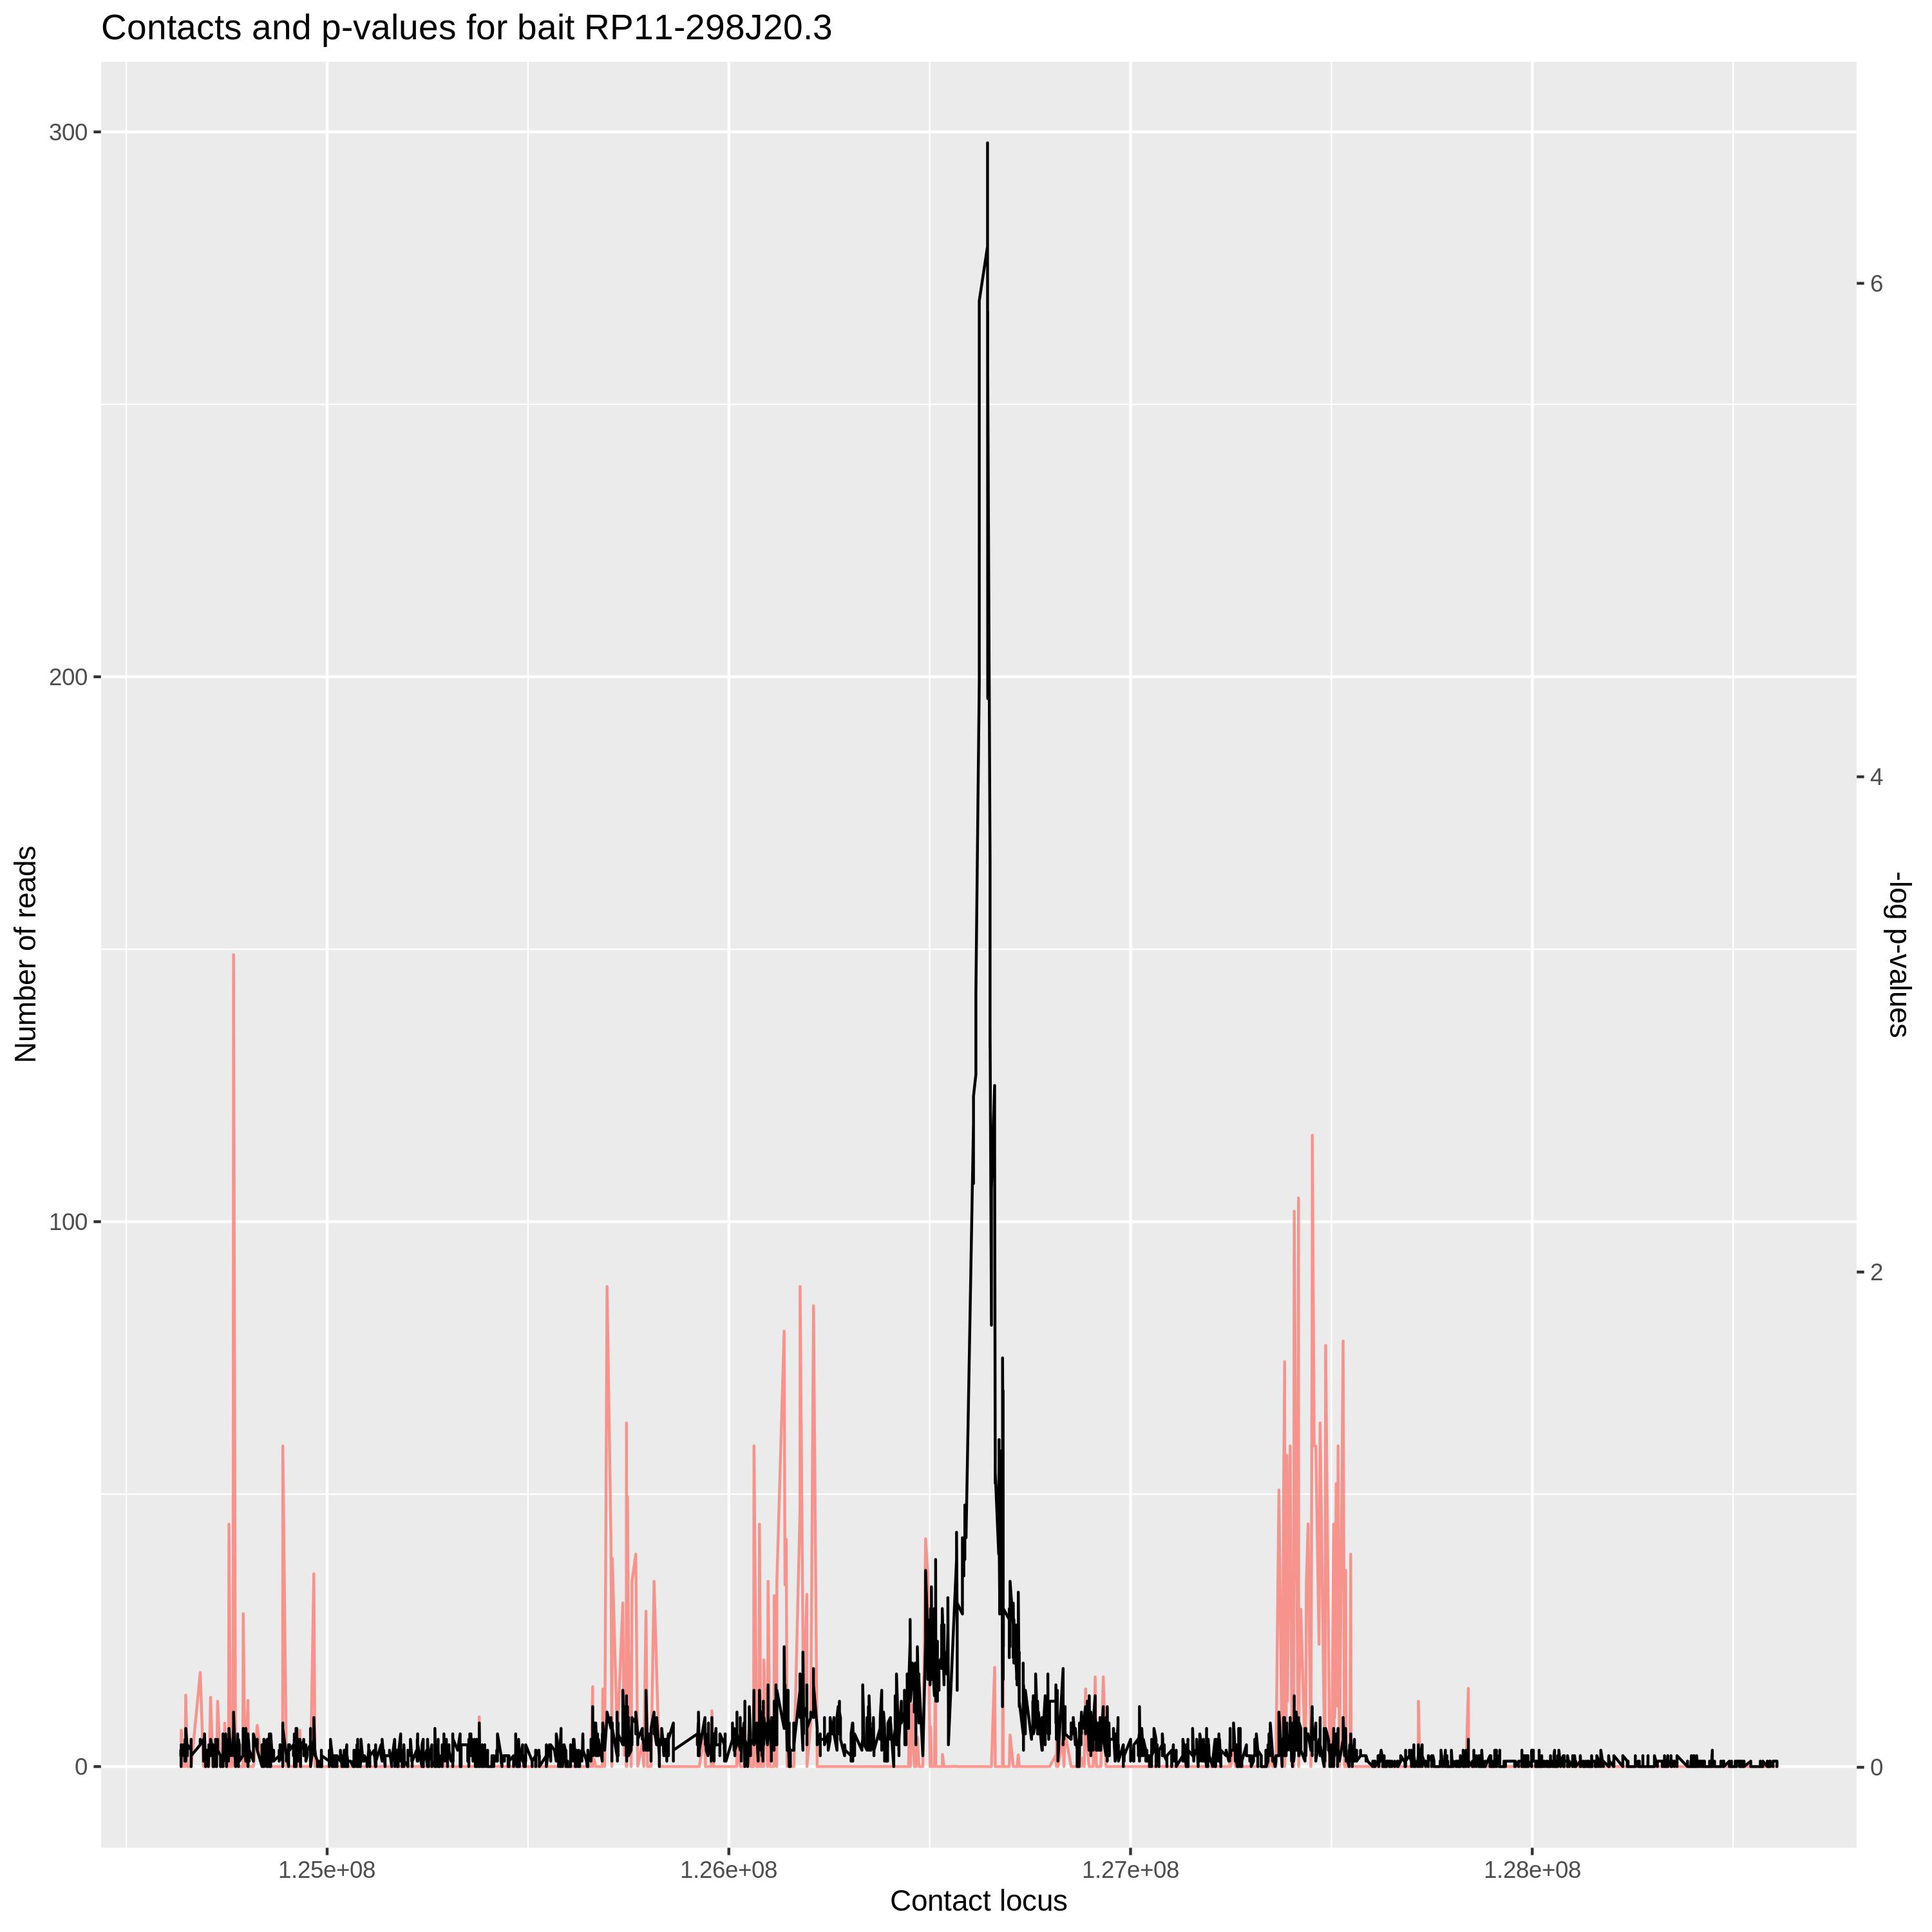 Contacts and p-values for bait RP11-298J20.3
300
200
100
0
Number of reads
6
4
2
0
-log p-values
1.25e+08
1.26e+08
1.27e+08
1.28e+08
Contact locus